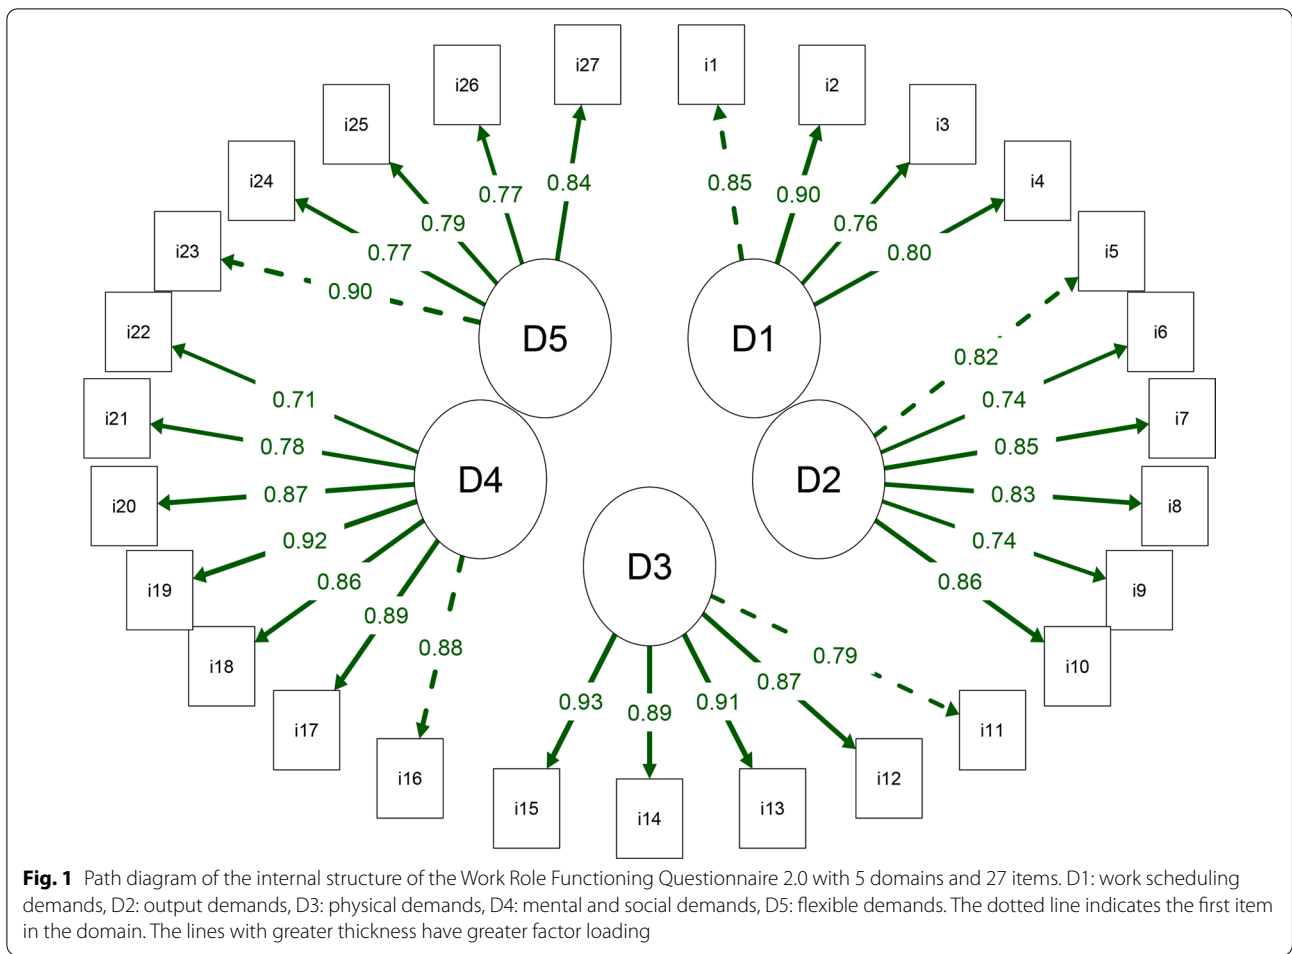 i27
i1
i26
i2
i25
i3
i24
i4
i23
i5
i22
i6
i21
i7
i20
i8
i19
i9
i18
i10
i17
i11
i16
i12
i15
i14
i13
0.84
0.77
0.79
0.77
0.90
0.85
0.90
0.76
0.80
D5
D1
0.82
0.74
0.85
0.83
0.74
0.86
0.71
0.78
0.87
0.92
0.86
0.89
0.88
D4
D2
D3
0.93
0.89
0.91
0.87
0.79
Fig. 1 Path diagram of the internal structure of the Work Role Functioning Questionnaire 2.0 with 5 domains and 27 items. D1: work scheduling
demands, D2: output demands, D3: physical demands, D4: mental and social demands, D5: flexible demands. The dotted line indicates the first item
in the domain. The lines with greater thickness have greater factor loading